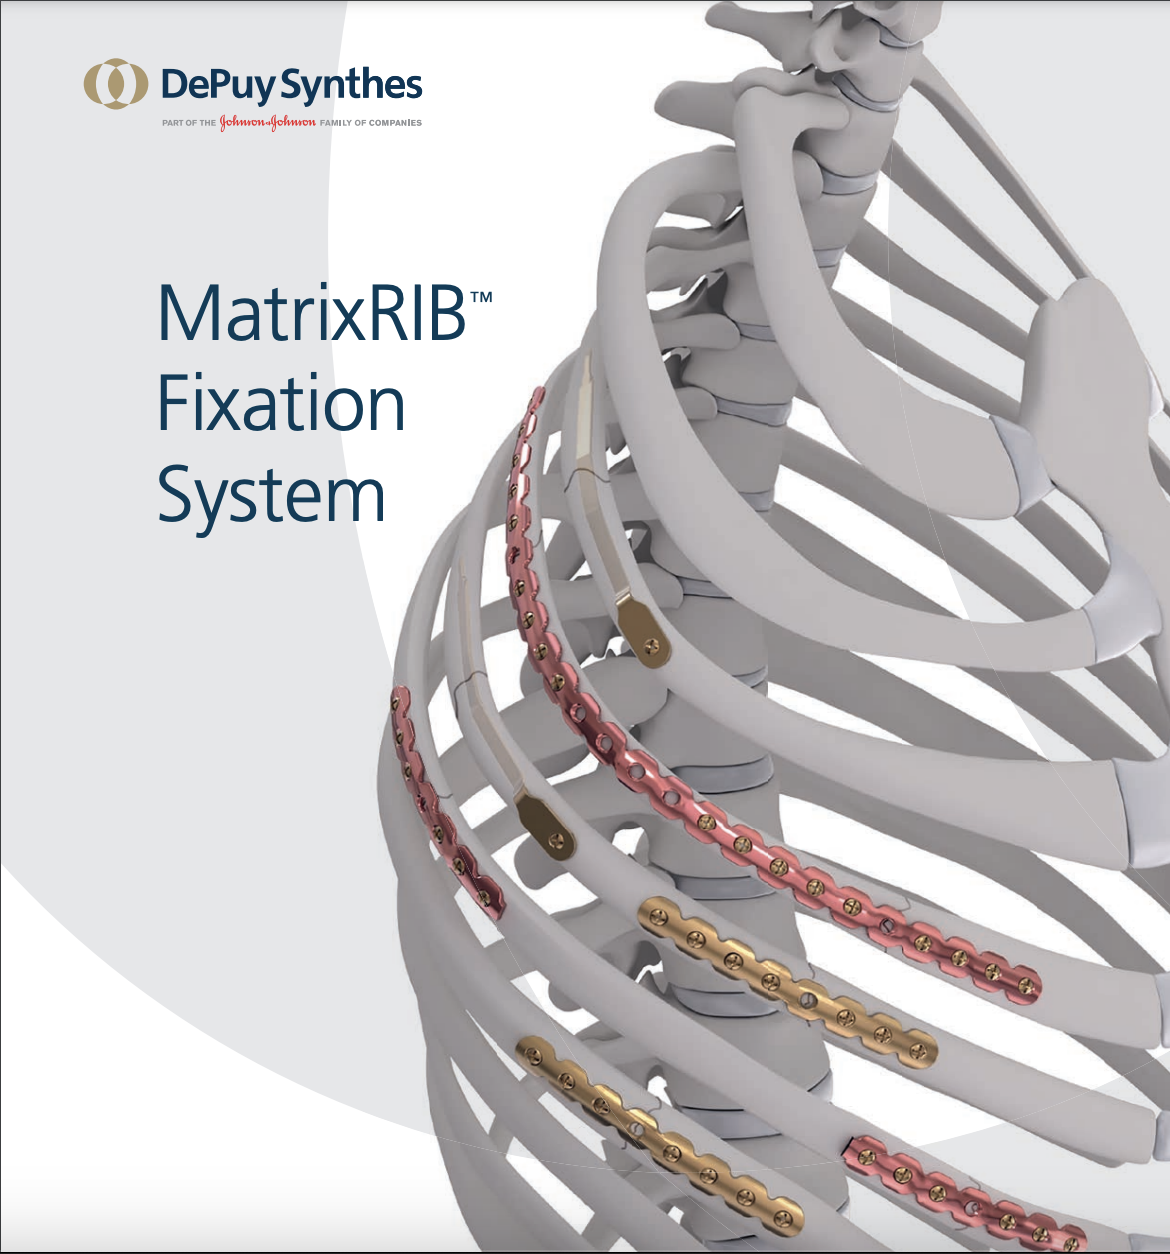 DePuy Synthes
PART OF THE Johnson & Johnson FAMILY OF COMPANIES
MatrixRIB™
Fixation
System